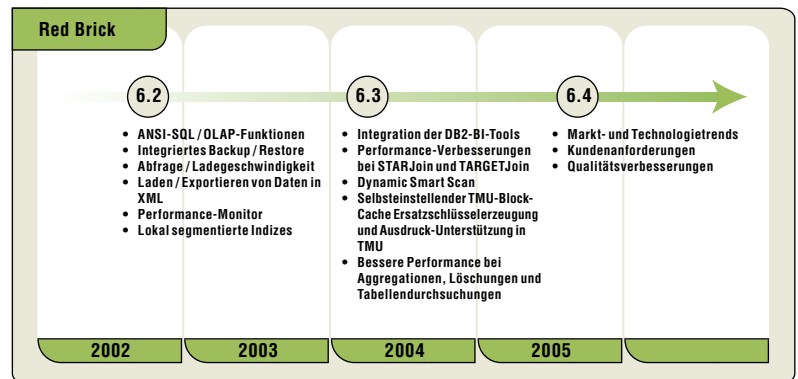 Red Brick
6.2
• ANSI-SQL / OLAP-Funktionen
• Integriertes Backup / Restore
• Abfrage / Ladegeschwindigkeit
• Laden / Exportieren von Daten in
XML
• Performance-Monitor
• Lokal segmentierte Indizes
6.3
• Integration der DB2-BI-Tools
• Performance-Verbesserungen
bei STARJoin und TARGETJoin
• Dynamic Smart Scan
• Selbsteinstellender TMU-Block-
Cache Ersatzschlüsselerzeugung
und Ausdruck-Unterstützung in
TMU
• Bessere Performance bei
Aggregationen, Löschungen und
Tabellendurchsuchungen
6.4
• Markt- und Technologietrends
• Kundenanforderungen
• Qualitätsverbesserungen
2002
2003
2004
2005